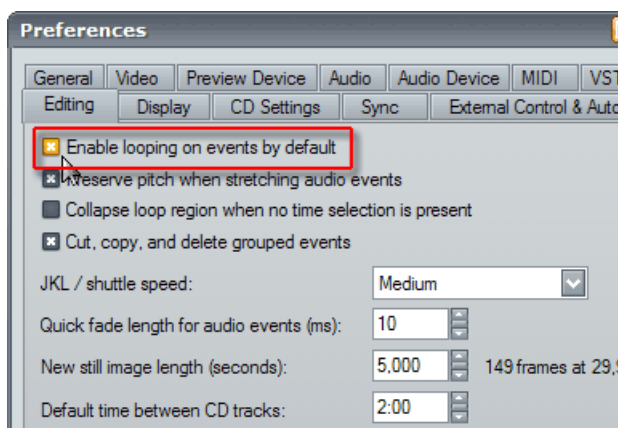 Preferences
General Video Preview Device Audio Audio Device MIDI VST
Editing Display CD Settings Sync External Control & Auto
Enable looping on events by default
Preserve pitch when stretching audio events
Collapse loop region when no time selection is present
Cut, copy, and delete grouped events
JKL / shuttle speed: Medium
Quick fade length for audio events (ms): 10
New still image length (seconds): 5,000 149 frames at 29,9
Default time between CD tracks: 2:00